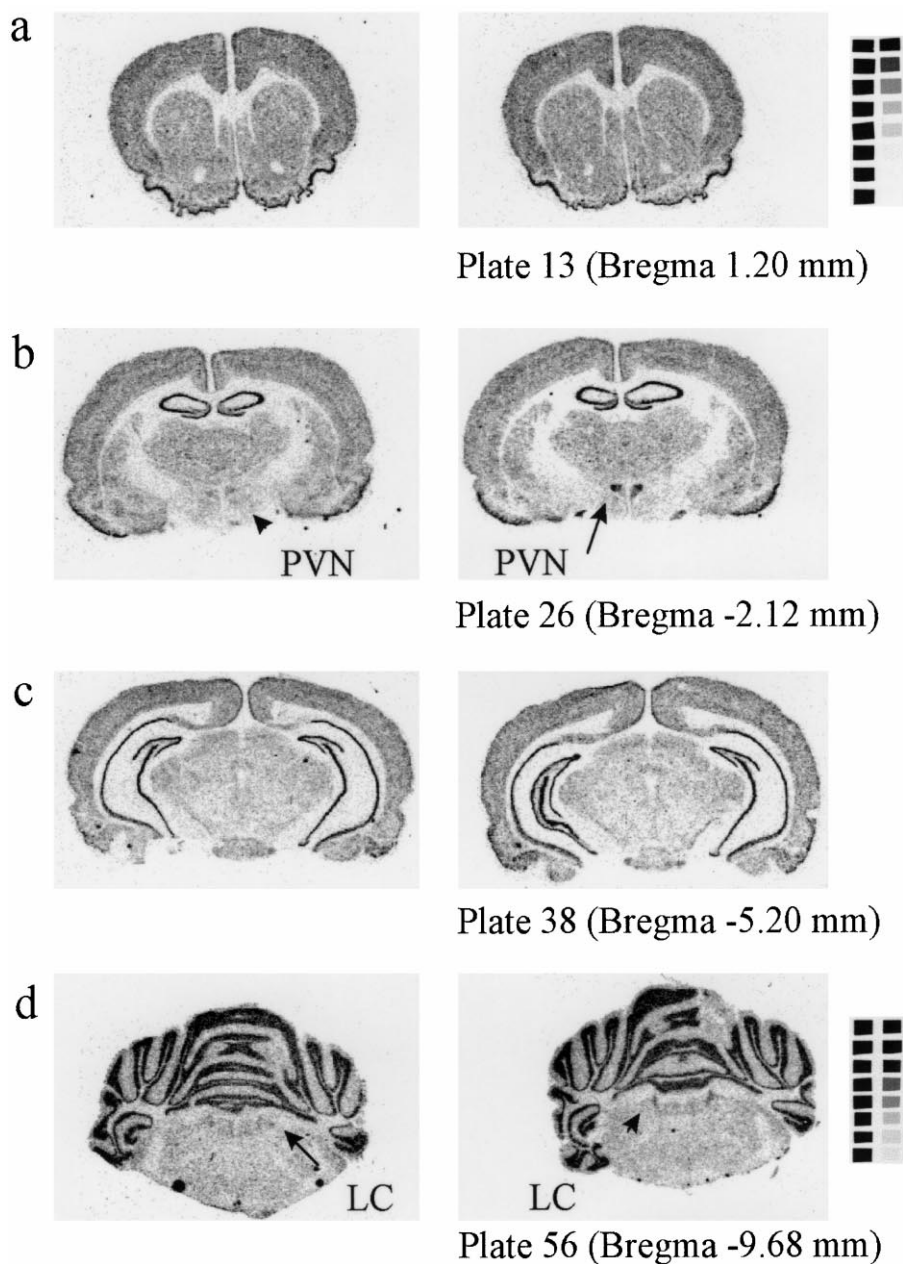 a
Plate 13 (Bregma 1.20 mm)
b
PVN
PVN
Plate 26 (Bregma -2.12 mm)
c
Plate 38 (Bregma -5.20 mm)
d
LC
LC
Plate 56 (Bregma -9.68 mm)